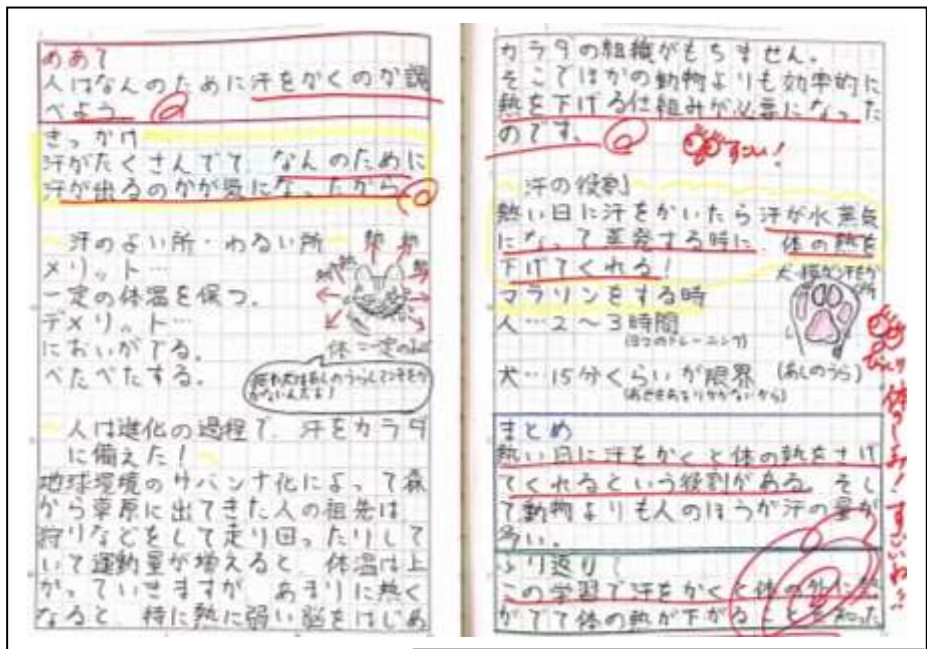 めあて
人はなんのために汗をかくのか調
べよう。
きっかけ
汗がたくさんでて、なんのために
汗が出るのかが気になったから
汗のよい所・わるい所
メリット…
一定の体温を保つ。
デメリット…
においがでる。
べたべたする。
体
人は進化の過程で、汗をカラダ
に備えた!
地球環境のサバンナ化によって森
から草原に出てきた人の祖先は、
狩りなどをして走り回ったりして
いて運動量が増えると、体温は上
がっていきますが、あまりに熱く
なると、特に熱に弱い脳をはじめ
カラダの組織がもちません。
そこでほかの動物よりも効率的に
熱を下げる仕組みが必要になった
のです。
すごい!
汗の役割
熱い日に汗をかいたら汗が水蒸気
になって蒸発する時に、体の熱を
下げてくれる!
マラソンをする時
人…2〜3時間
犬…15分くらいが限界
(あしのうら)
まとめ
熱い日に汗をかくと体の熱をさげ
てくれるという役割がある。そし
て動物よりも人のほうが汗の量が
多い。
ふり返り
この学習で汗をかくと体の外に
がでて体の熱が下がることを知った